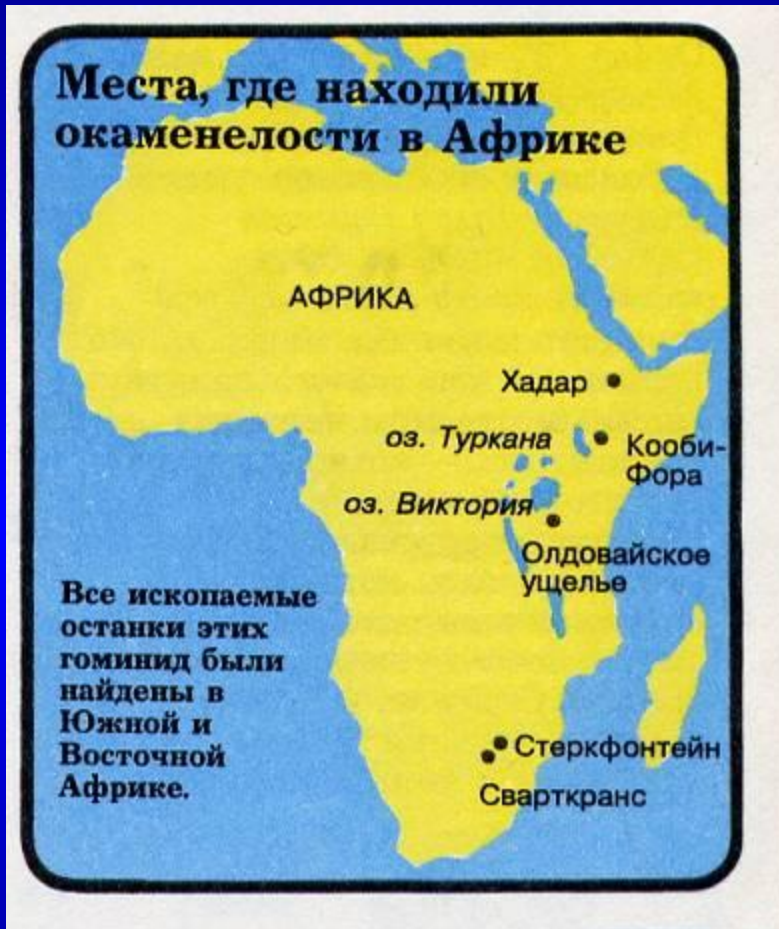 Места, где находили
окаменелости в Африке
АФРИКА
Хадар
оз. Туркана
Кооби-
Фора
оз. Виктория
Олдовайское
ущелье
Все ископаемые
останки этих
гоминид были
найдены в
Южной и
Восточной
Африке.
Стеркфонтейн
Сварткранс